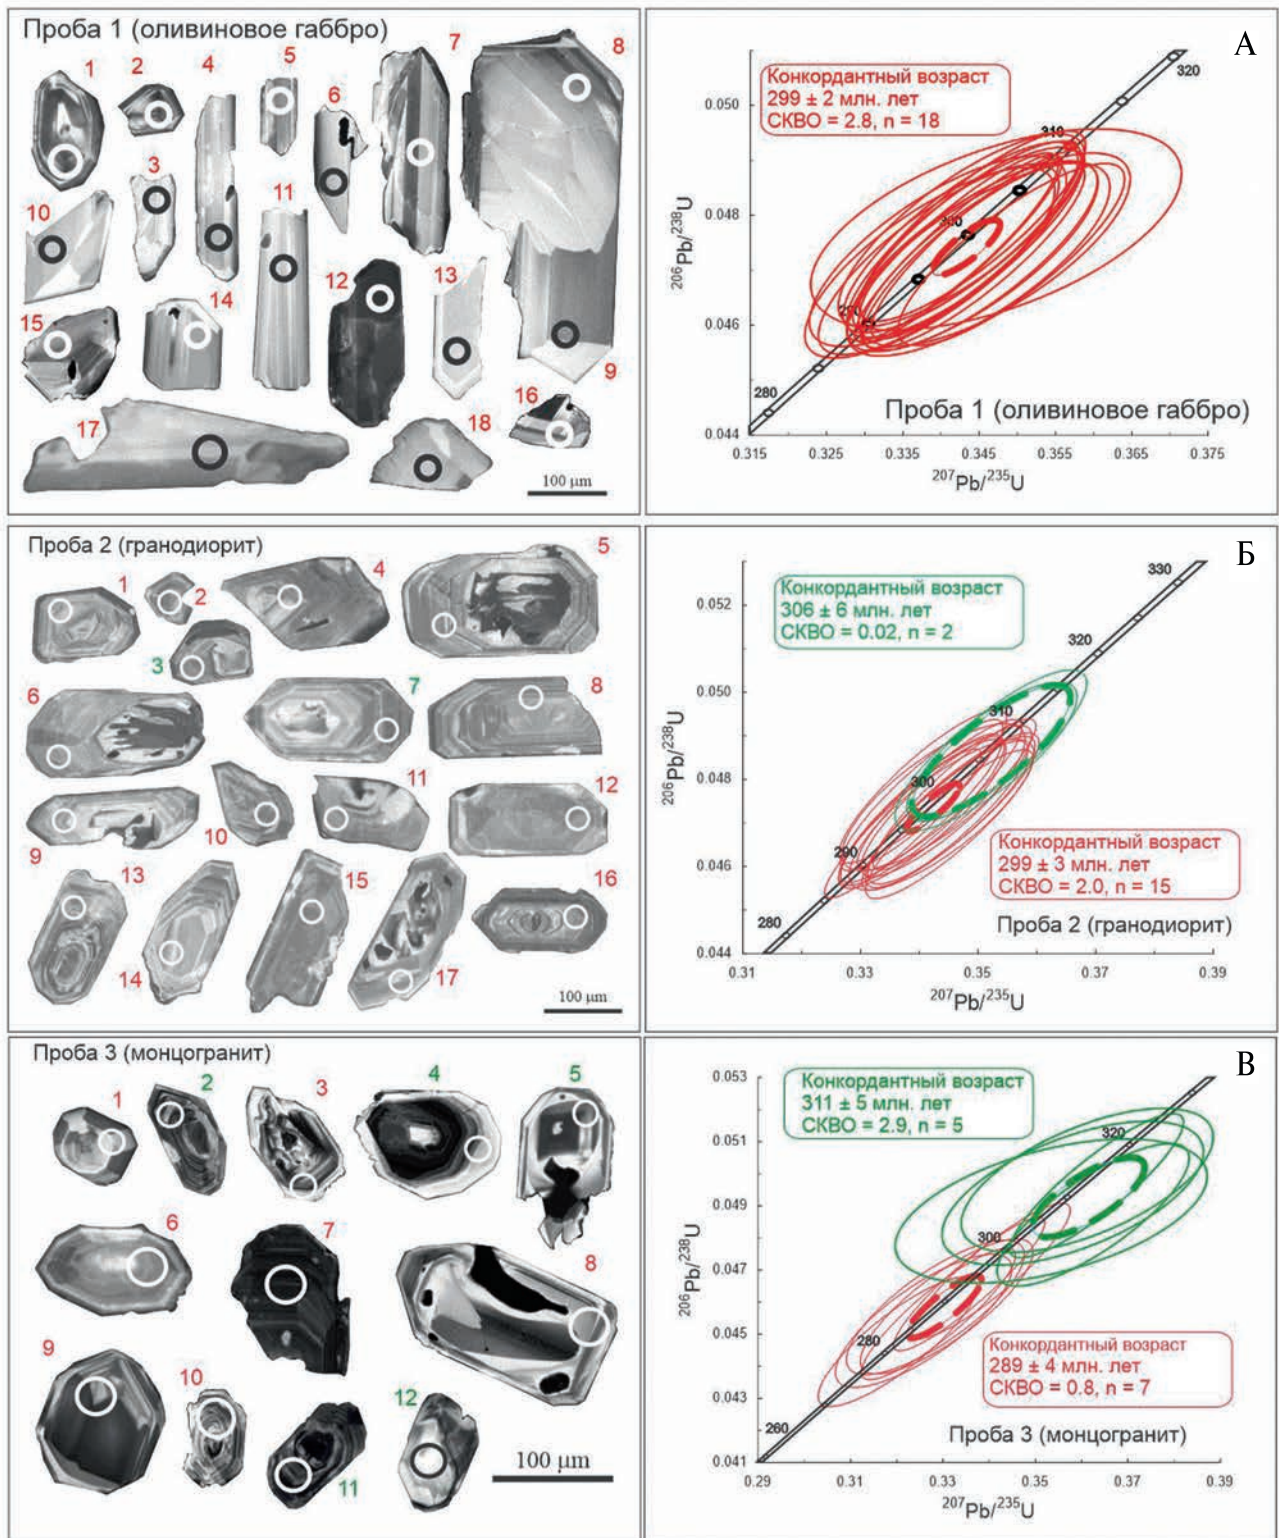 Проба 1 (оливиновое габбро)
1
2
3
4
5
6
7
8
9
10
11
12
13
14
15
16
17
18
100 µm
А
Конкордантный возраст
299 ± 2 млн. лет
СКВО = 2.8, n = 18
320
310
300
290
280
0.050
0.048
0.046
0.044
²⁰⁶Pb/²³⁸U
Проба 1 (оливиновое габбро)
0.315 0.325 0.335 0.345 0.355 0.365 0.375
²⁰⁷Pb/²³⁵U
Проба 2 (гранодиорит)
1
2
3
4
5
6
7
8
9
10
11
12
13
14
15
16
17
100 µm
Б
Конкордантный возраст
306 ± 6 млн. лет
СКВО = 0.02, n = 2
330
320
310
300
290
280
0.052
0.050
0.048
0.046
0.044
²⁰⁶Pb/²³⁸U
Конкордантный возраст
299 ± 3 млн. лет
СКВО = 2.0, n = 15
Проба 2 (гранодиорит)
0.31 0.33 0.35 0.37 0.39
²⁰⁷Pb/²³⁵U
Проба 3 (монцогранит)
1
2
3
4
5
6
7
8
9
10
11
12
100 µm
В
Конкордантный возраст
311 ± 5 млн. лет
СКВО = 2.9, n = 5
320
300
280
260
0.053
0.051
0.049
0.047
0.045
0.043
0.041
²⁰⁶Pb/²³⁸U
Конкордантный возраст
289 ± 4 млн. лет
СКВО = 0.8, n = 7
Проба 3 (монцогранит)
0.29 0.31 0.33 0.35 0.37 0.39
²⁰⁷Pb/²³⁵U